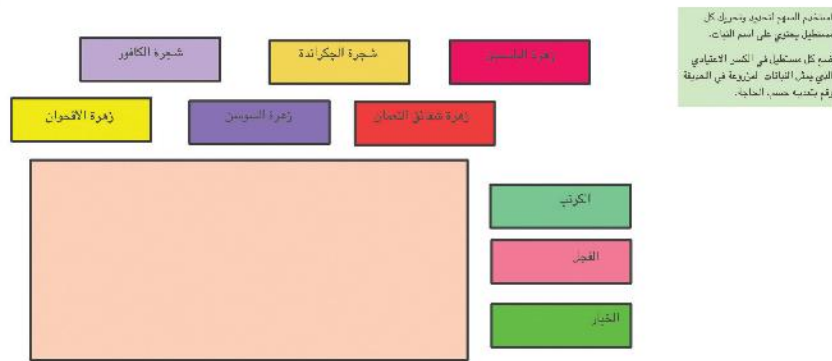 استخدم السهم لتحديد وتحريك كل
مستطيل يحتوي على اسم النبات.
ضع كل مستطيل في الكسر الاعتيادي
الذي يمثل النباتات المزروعة في الحديقة
وقم بتعديه حسب الحاجة.
شجرة الكافور
شجرة الجكراندة
زهرة الياسمين
زهرة الأقحوان
زهرة السوسن
زهرة شقائق النعمان
الكرنب
الفجل
الخيار